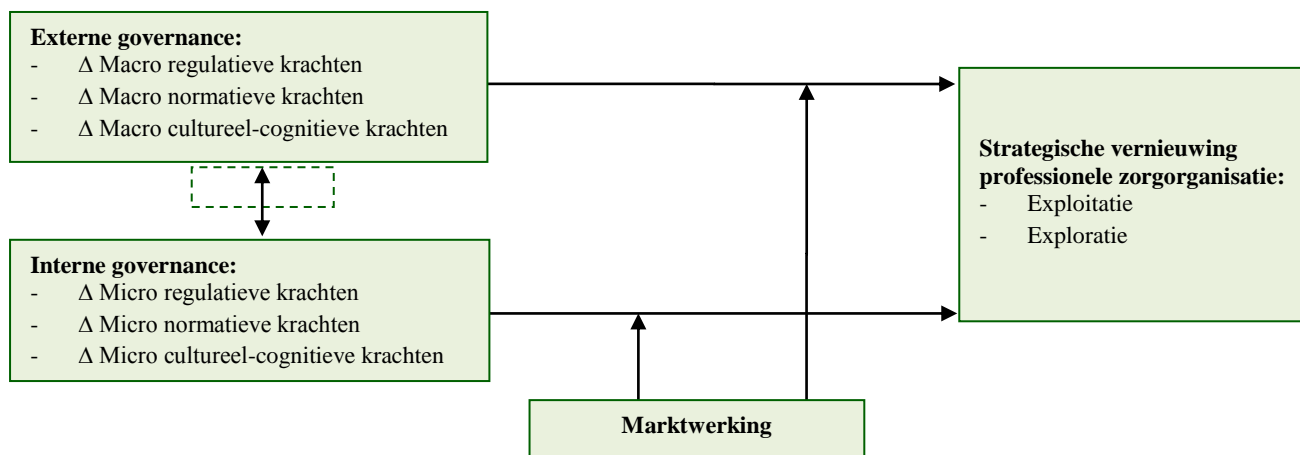 Externe governance:
- Δ Macro regulatieve krachten
- Δ Macro normatieve krachten
- Δ Macro cultureel-cognitieve krachten
Strategische vernieuwing
professionele zorgorganisatie:
- Exploitatie
- Exploratie
Interne governance:
- Δ Micro regulatieve krachten
- Δ Micro normatieve krachten
- Δ Micro cultureel-cognitieve krachten
Marktwerking